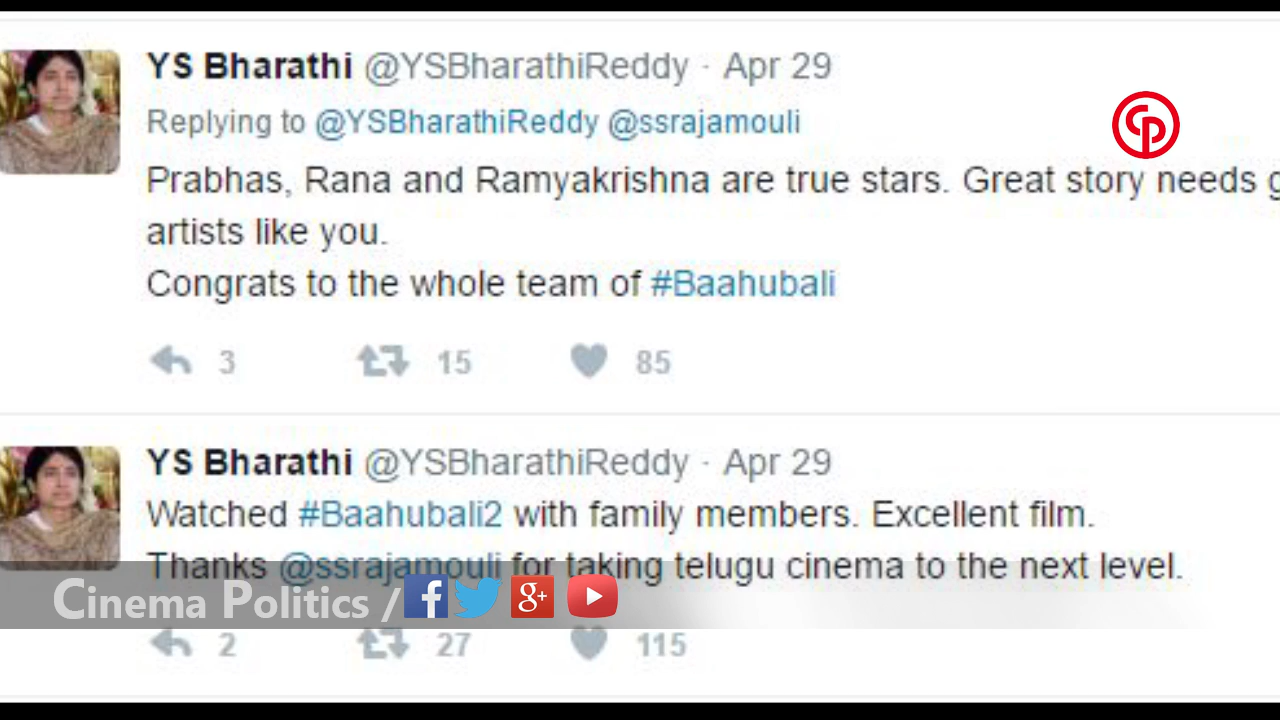 YS Bharathi @YSBharathiReddy · Apr 29
Replying to @YSBharathiReddy @ssrajamouli
Prabhas, Rana and Ramyakrishna are true stars. Great story needs
artists like you.
Congrats to the whole team of #Baahubali
3 15 85
YS Bharathi @YSBharathiReddy · Apr 29
Watched #Baahubali2 with family members. Excellent film.
Thanks @ssrajamouli for taking telugu cinema to the next level.
Cinema Politics / f g+
2 27 115
CP